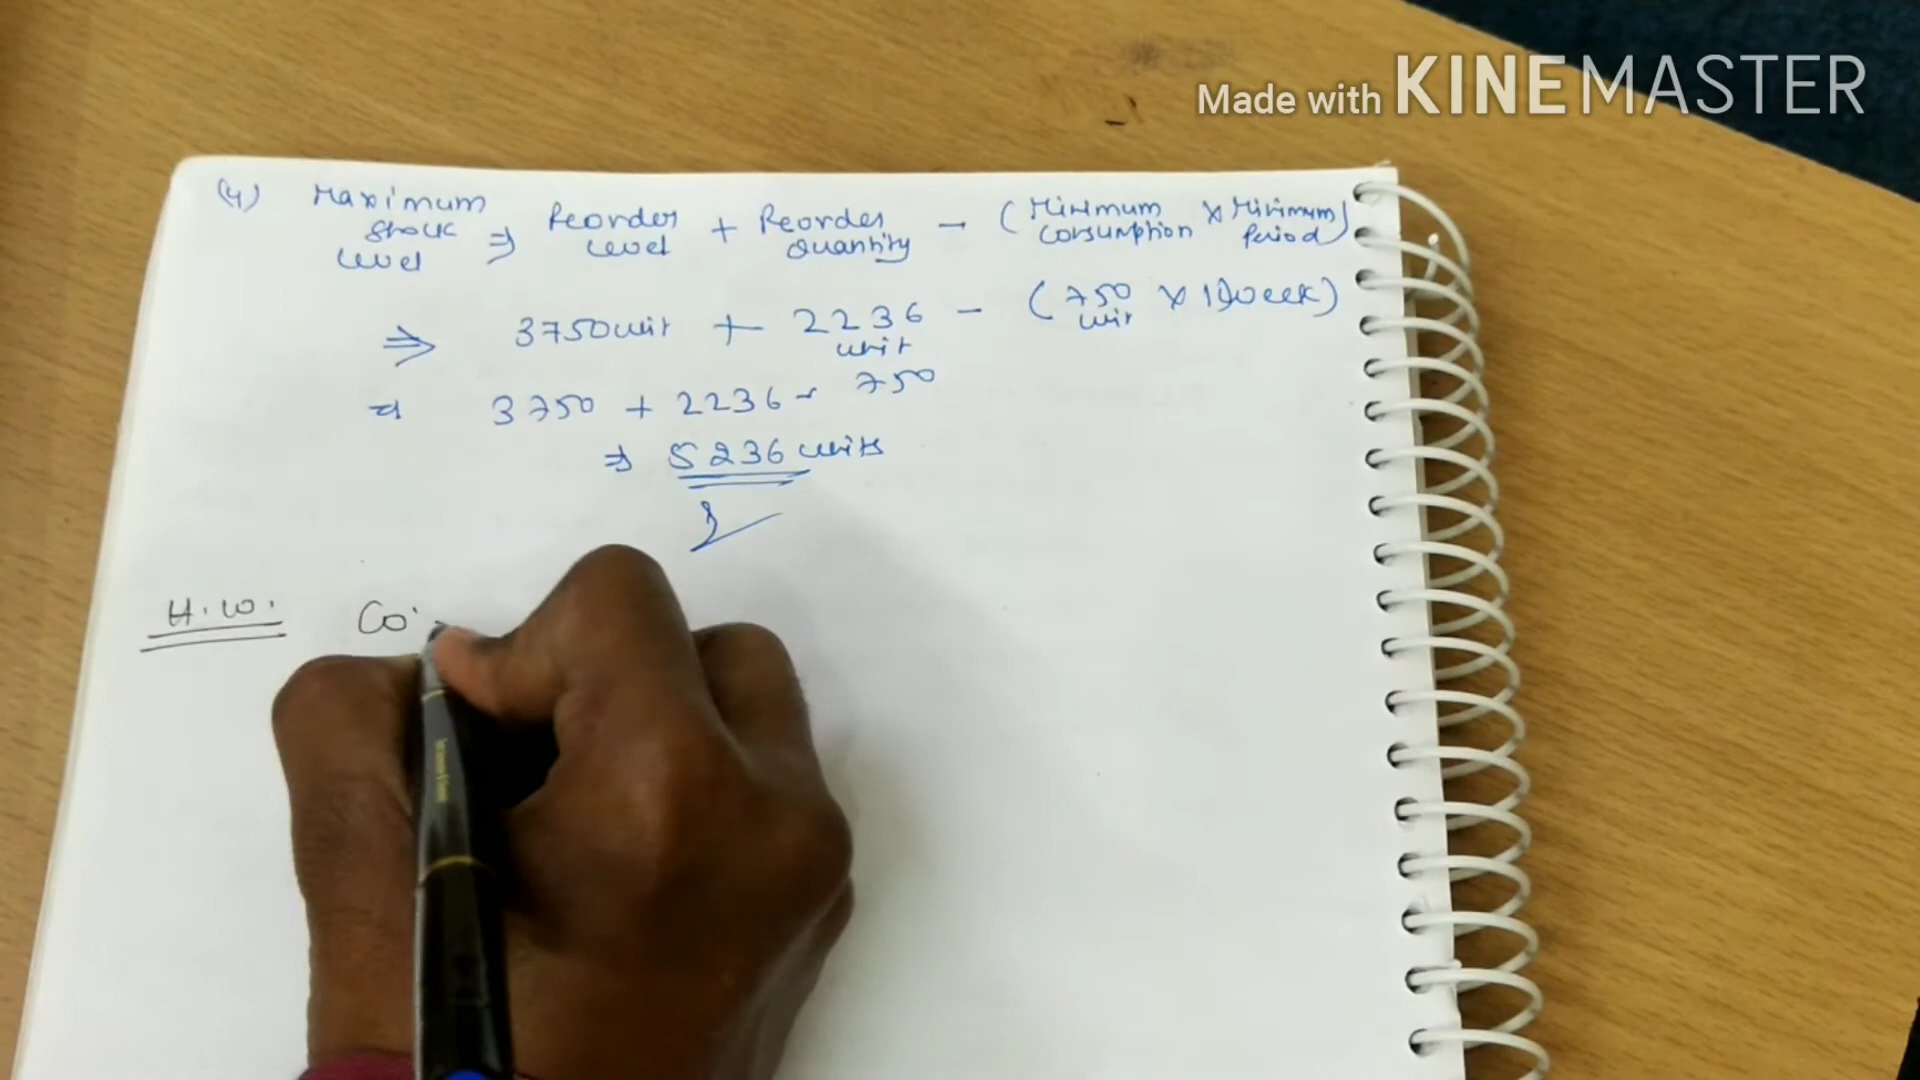 Made with KINEMASTER
(4) Maximum stock level ⇒ Reorder level + Reorder quantity - (Minimum consumption × Minimum Period)
⇒ 3750 unit + 2236 unit - (750 unit × 1 week)
⇒ 3750 + 2236 - 750
⇒ 5236 units
H.W. Co